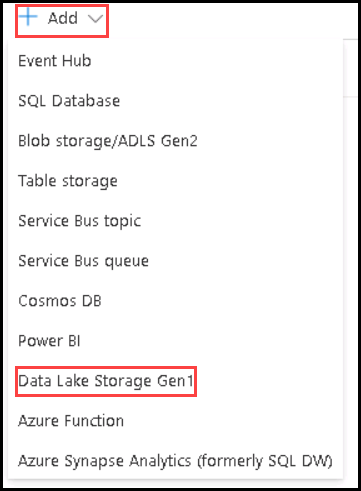 Add
Event Hub
SQL Database
Blob storage/ADLS Gen2
Table storage
Service Bus topic
Service Bus queue
Cosmos DB
Power BI
Data Lake Storage Gen1
Azure Function
Azure Synapse Analytics (formerly SQL DW)